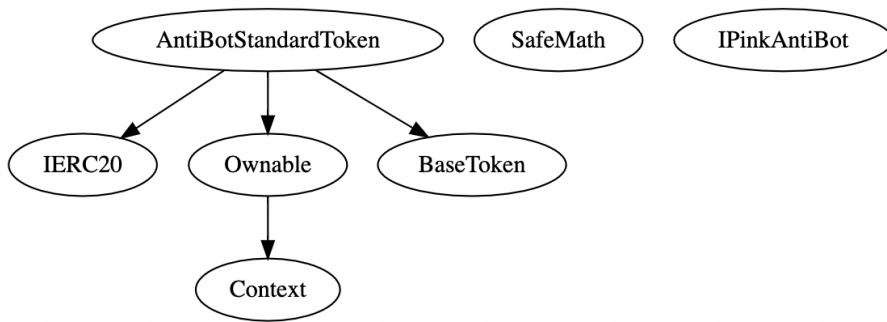 AntiBotStandardToken
SafeMath
IPinkAntiBot
IERC20
Ownable
BaseToken
Context